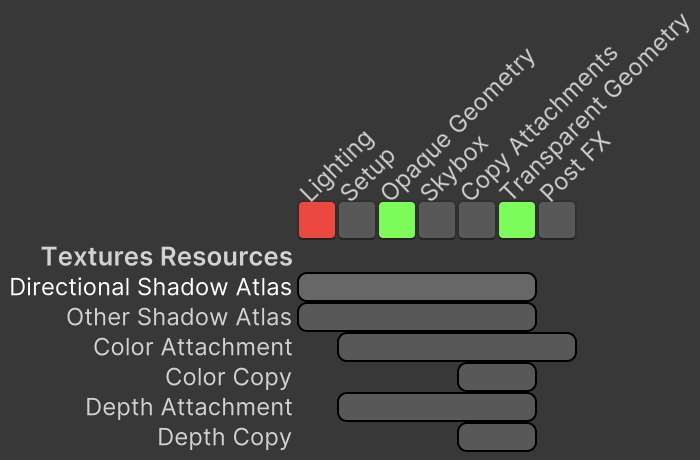 Lighting
Setup
Opaque Geometry
Skybox
Copy Attachments
Transparent Geometry
Post FX
Textures Resources
Directional Shadow Atlas
Other Shadow Atlas
Color Attachment
Color Copy
Depth Attachment
Depth Copy